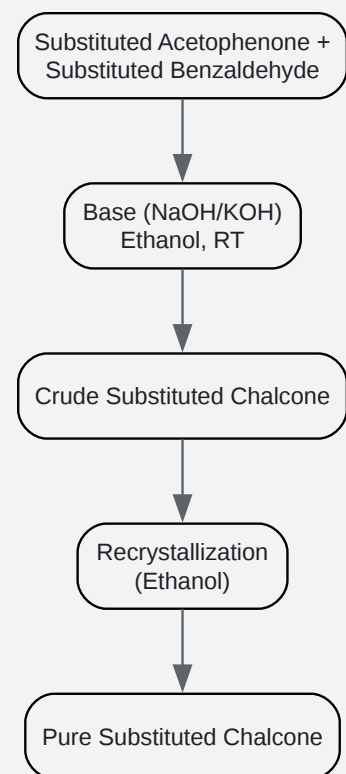 Substituted Acetophenone +
Substituted Benzaldehyde
Base (NaOH/KOH)
Ethanol, RT
Crude Substituted Chalcone
Recrystallization
(Ethanol)
Pure Substituted Chalcone